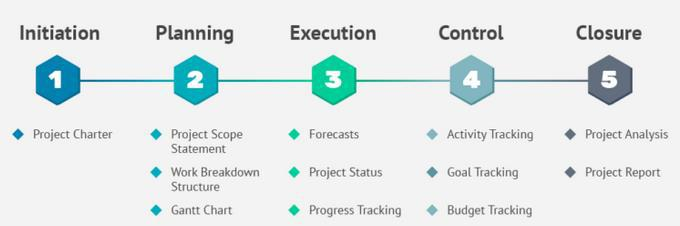 Initiation
Planning
Execution
Control
Closure
1
2
3
4
5
Project Charter
Project Scope
Statement
Work Breakdown
Structure
Gantt Chart
Forecasts
Project Status
Progress Tracking
Activity Tracking
Goal Tracking
Budget Tracking
Project Analysis
Project Report